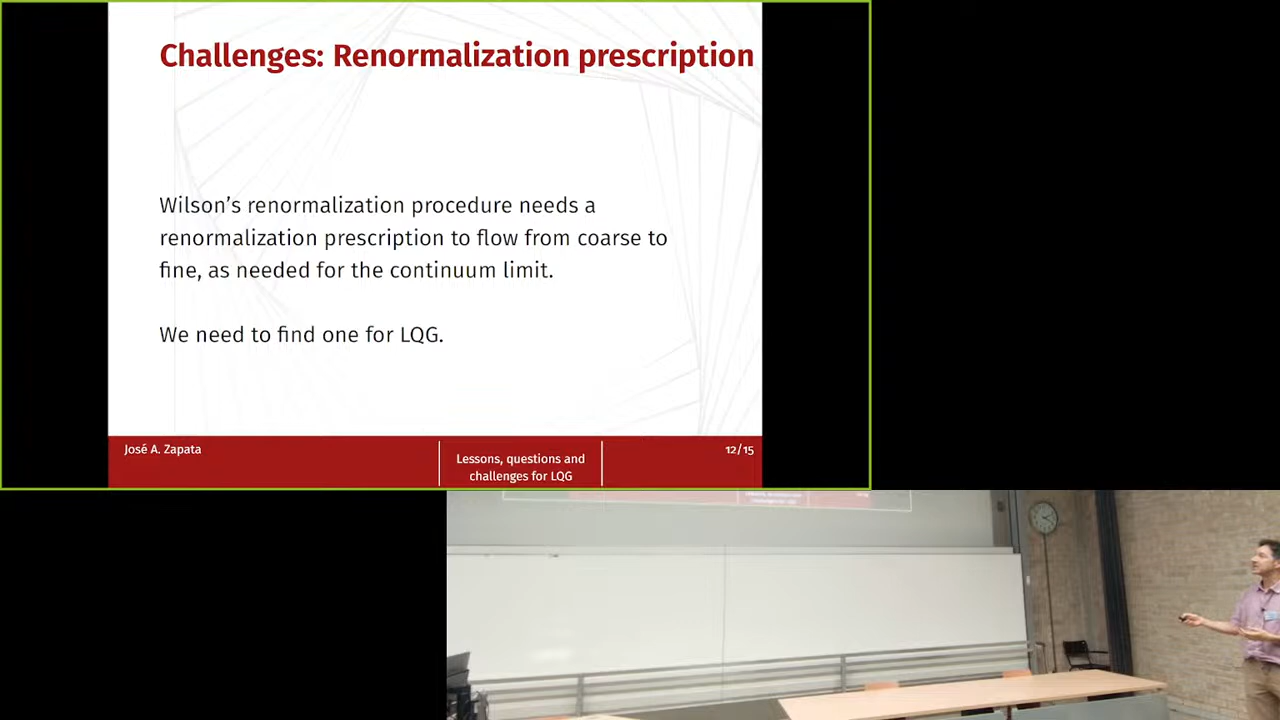 Challenges: Renormalization prescription
Wilson’s renormalization procedure needs a
renormalization prescription to flow from coarse to
fine, as needed for the continuum limit.
We need to find one for LQG.
José A. Zapata
Lessons, questions and
challenges for LQG
12/15